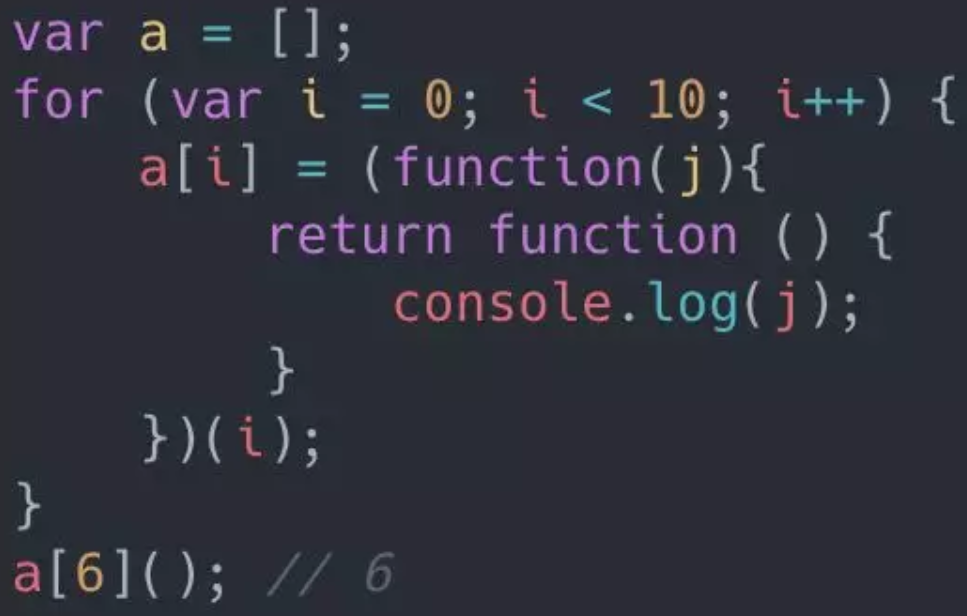 var a = [];
for (var i = 0; i < 10; i++) {
    a[i] = (function(j){
        return function () {
            console.log(j);
        }
    })(i);
}
a[6](); // 6